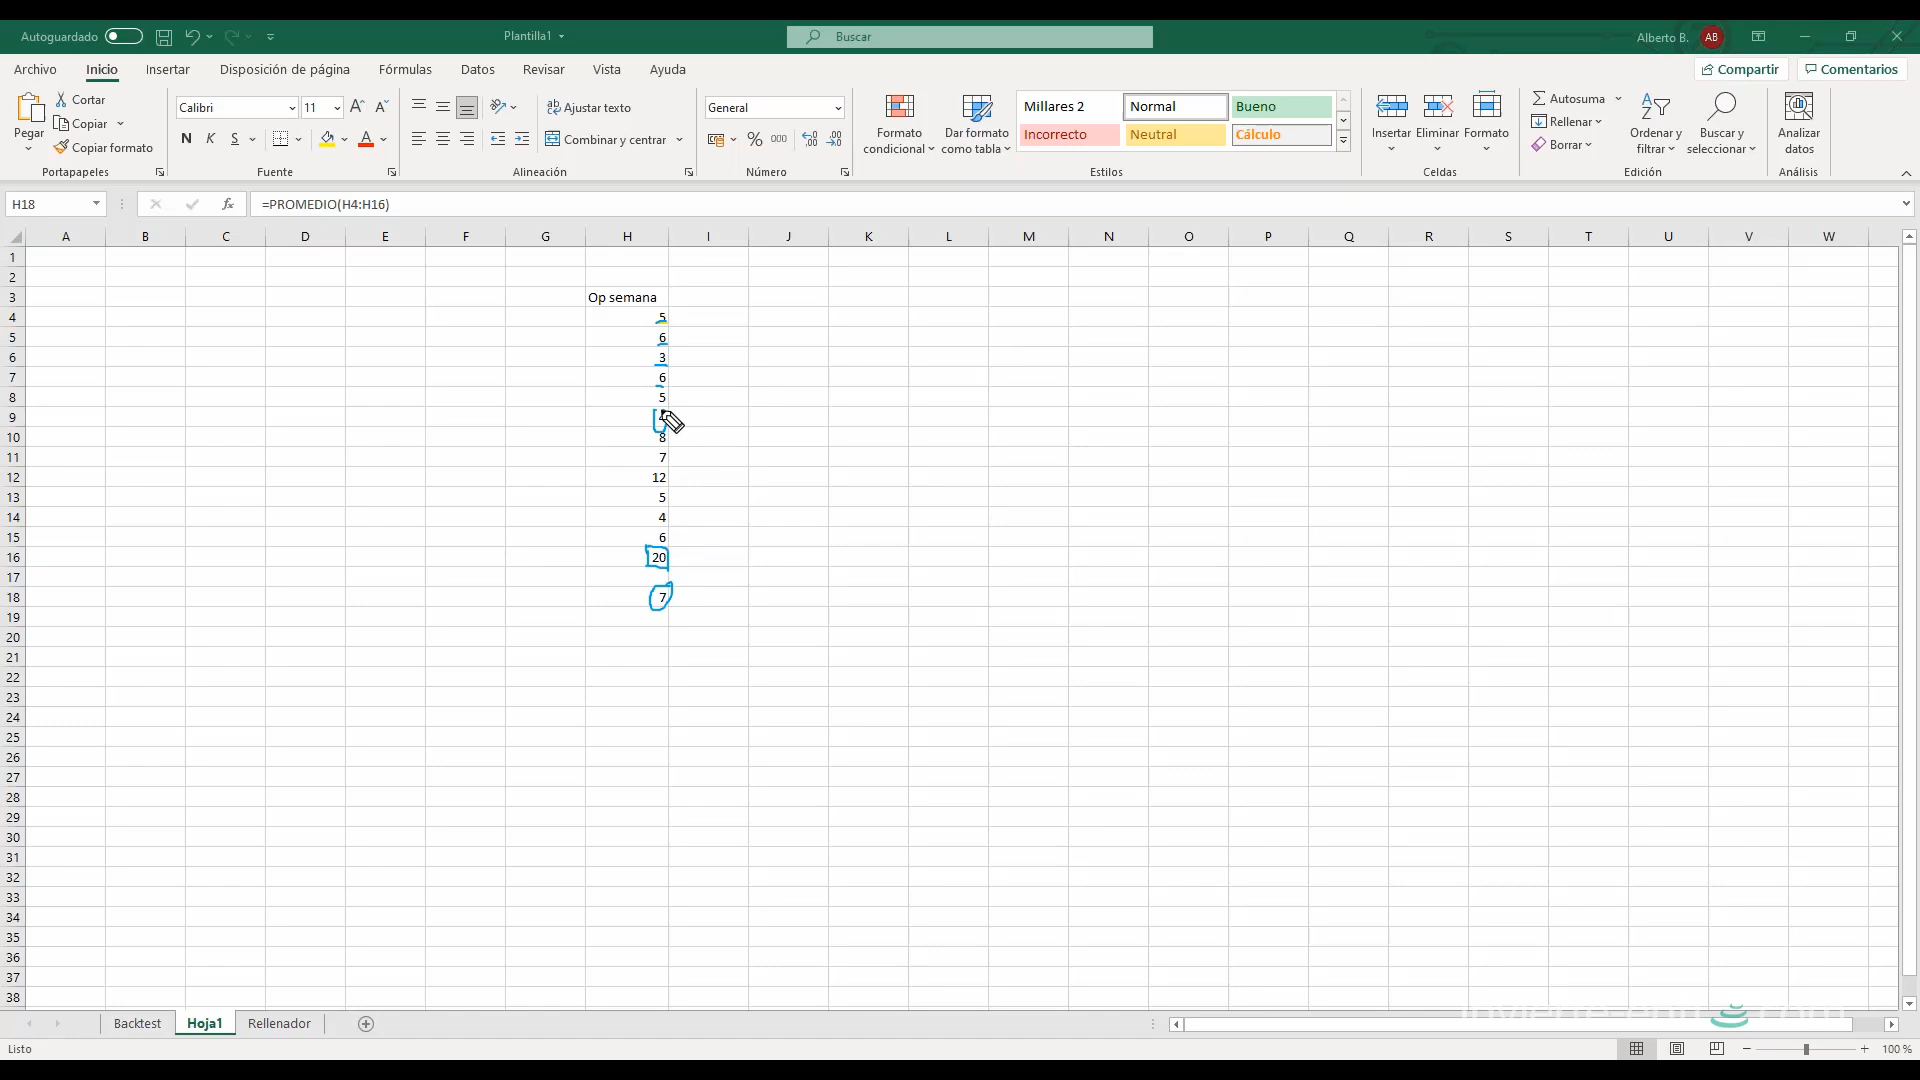 Autoguardado
Plantilla1
Buscar
Alberto B.
AB
Archivo
Inicio
Insertar
Disposición de página
Fórmulas
Datos
Revisar
Vista
Ayuda
Compartir
Comentarios
Pegar
Cortar
Copiar
Copiar formato
Portapapeles
Calibri
11
N K S
Fuente
Ajustar texto
Combinar y centrar
Alineación
General
% 000
Número
Formato condicional
Dar formato como tabla
Millares 2
Normal
Bueno
Incorrecto
Neutral
Cálculo
Estilos
Insertar
Eliminar
Formato
Celdas
Autosuma
Rellenar
Borrar
Ordenar y filtrar
Buscar y seleccionar
Edición
Analizar datos
Análisis
H18
fx
=PROMEDIO(H4:H16)
A B C D E F G H I J K L M N O P Q R S T U V W
1
2
3 Op semana
4 5
5 6
6 3
7 6
8 5
9
10 8
11 7
12 12
13 5
14 4
15 6
16 20
17
18 7
19
20
21
22
23
24
25
26
27
28
29
30
31
32
33
34
35
36
37
38
Backtest
Hoja1
Rellenador
Listo
100 %